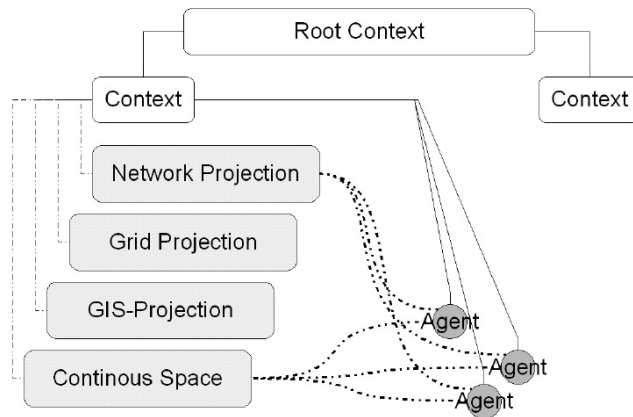 Root Context
Context
Context
Network Projection
Grid Projection
GIS-Projection
Agent
Continous Space
Agent
Agent